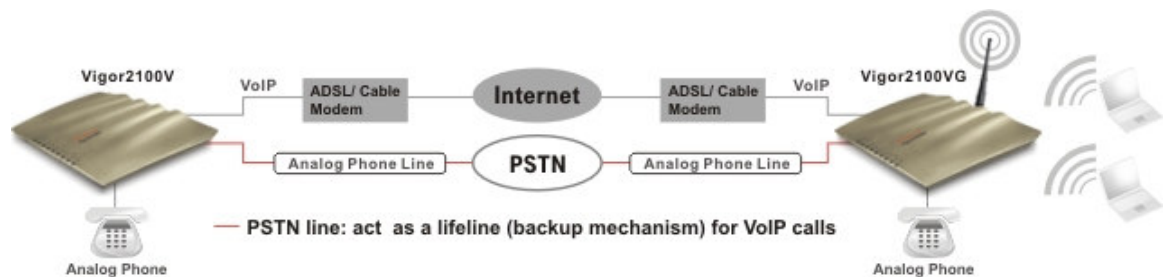 Vigor2100V
VoIP
ADSL/ Cable
Modem
Internet
ADSL/ Cable
Modem
VoIP
Vigor2100VG
Analog Phone Line
PSTN
Analog Phone Line
PSTN line: act as a lifeline (backup mechanism) for VoIP calls
Analog Phone
Analog Phone